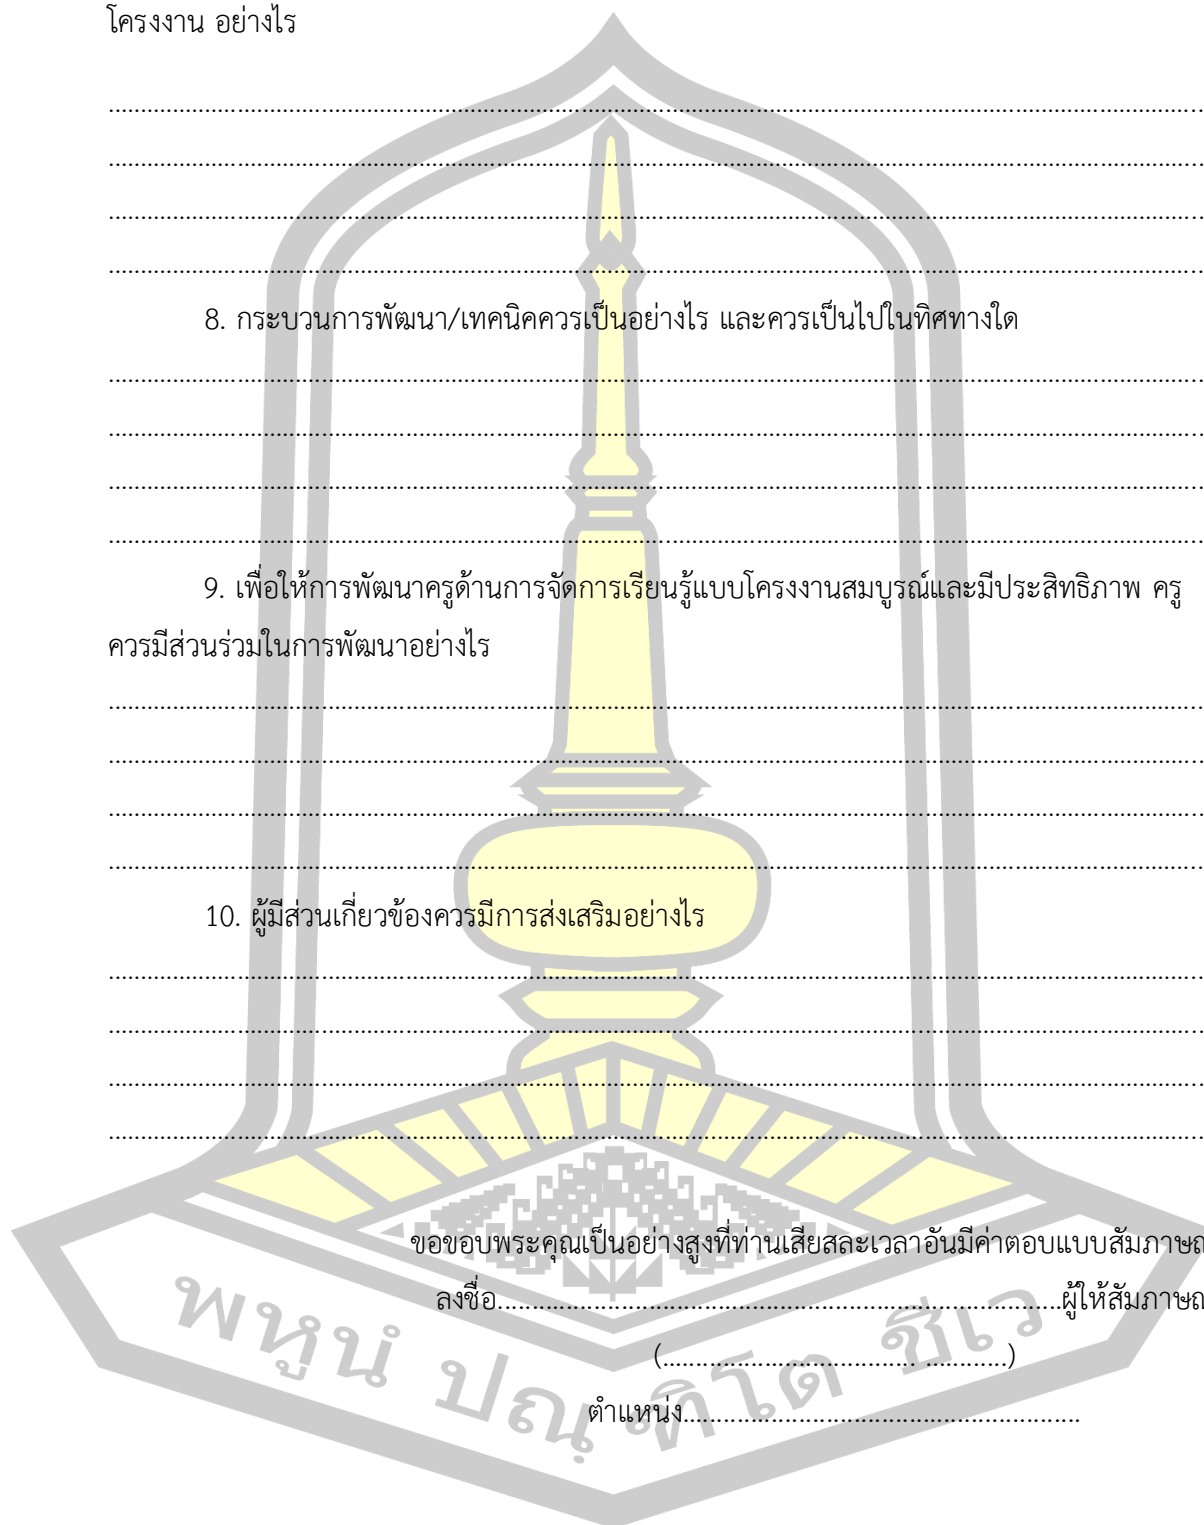 โครงงาน อย่างไร
................................................................................
................................................................................
................................................................................
................................................................................
8. กระบวนการพัฒนา/เทคนิคควรเป็นอย่างไร และควรเป็นไปในทิศทางใด
................................................................................
................................................................................
................................................................................
................................................................................
9. เพื่อให้การพัฒนาครูด้านการจัดการเรียนรู้แบบโครงงานสมบูรณ์และมีประสิทธิภาพ ครู
ควรมีส่วนร่วมในการพัฒนาอย่างไร
................................................................................
................................................................................
................................................................................
................................................................................
10. ผู้มีส่วนเกี่ยวข้องควรมีการส่งเสริมอย่างไร
................................................................................
................................................................................
................................................................................
................................................................................
ขอขอบพระคุณเป็นอย่างสูงที่ท่านเสียสละเวลาอันมีค่าตอบแบบสัมภาษณ
ลงชื่อ................................................................................ผู้ให้สัมภาษณ
(................................... ............)
ตำแหน่ง.......................................................
พหูนํ ปณฺฑิโต ชีเว